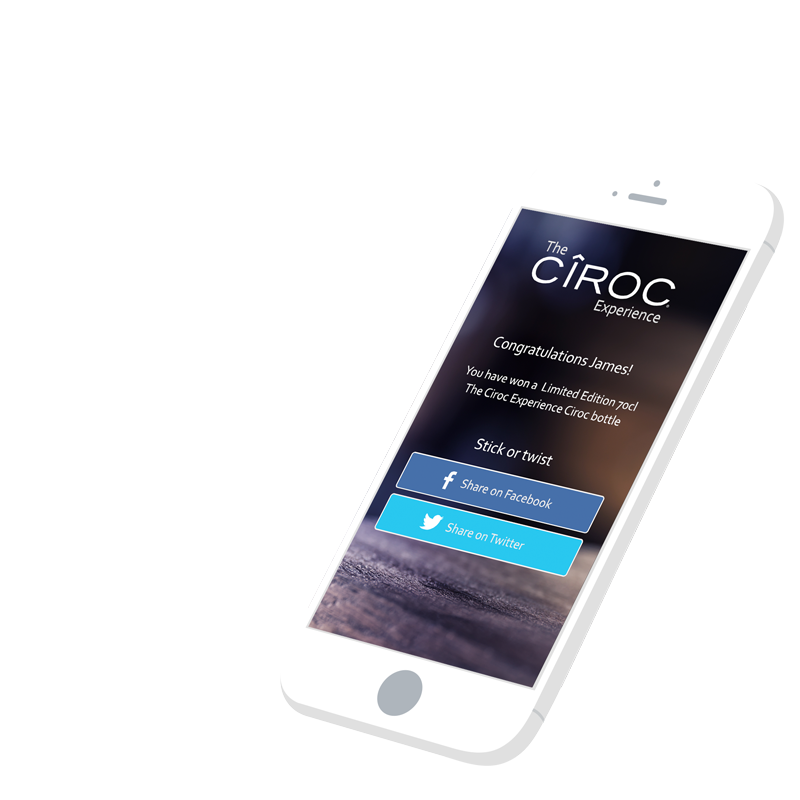 The
CÎROC
Experience
Congratulations James!
You have won a Limited Edition 70cl
The Ciroc Experience Ciroc bottle
Stick or twist
Share on Facebook
Share on Twitter